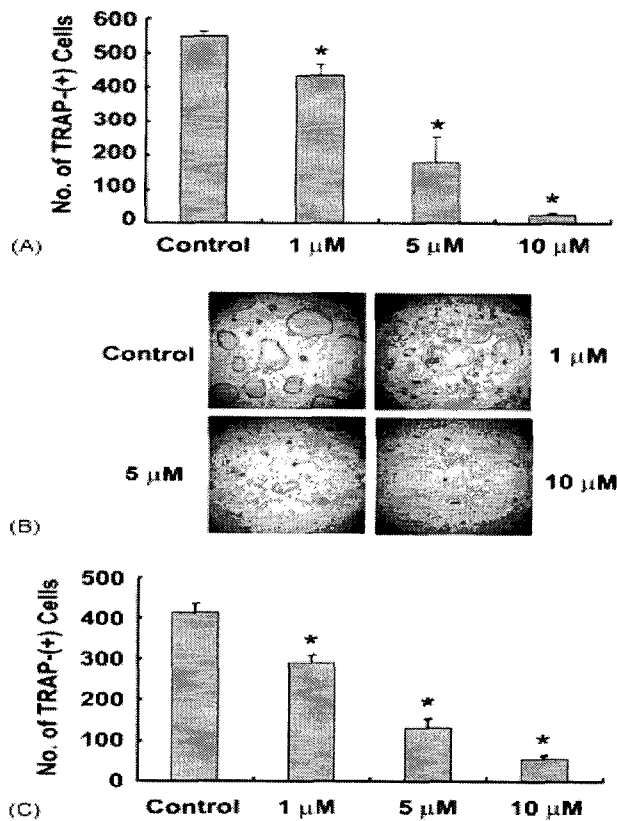 600
500
400
300
200
100
0
No. of TRAP-(+) Cells
*
*
*
(A)
Control
1 μM
5 μM
10 μM
Control
1 μM
5 μM
10 μM
(B)
500
400
300
200
100
0
No. of TRAP-(+) Cells
*
*
*
(C)
Control
1 μM
5 μM
10 μM